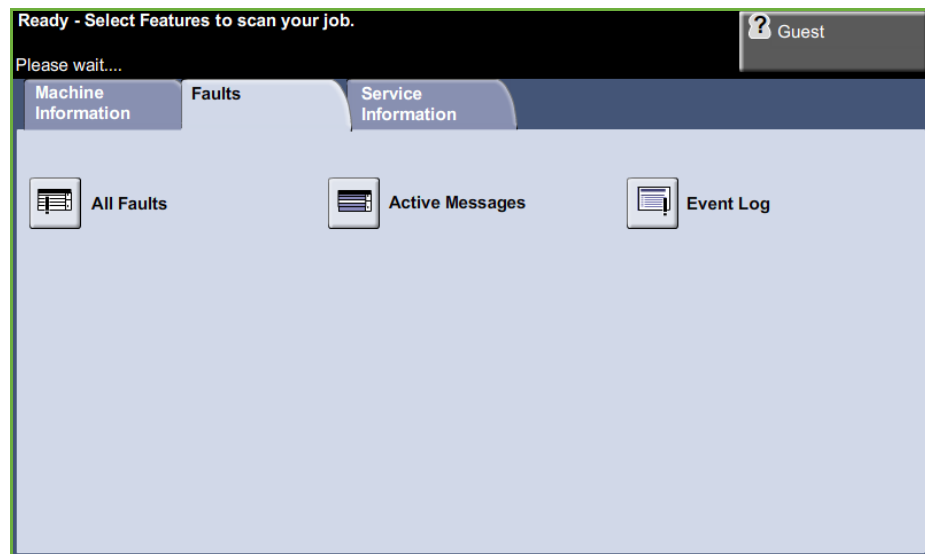 Ready - Select Features to scan your job.
? Guest
Please wait....
Machine
Information
Faults
Service
Information
All Faults
Active Messages
Event Log